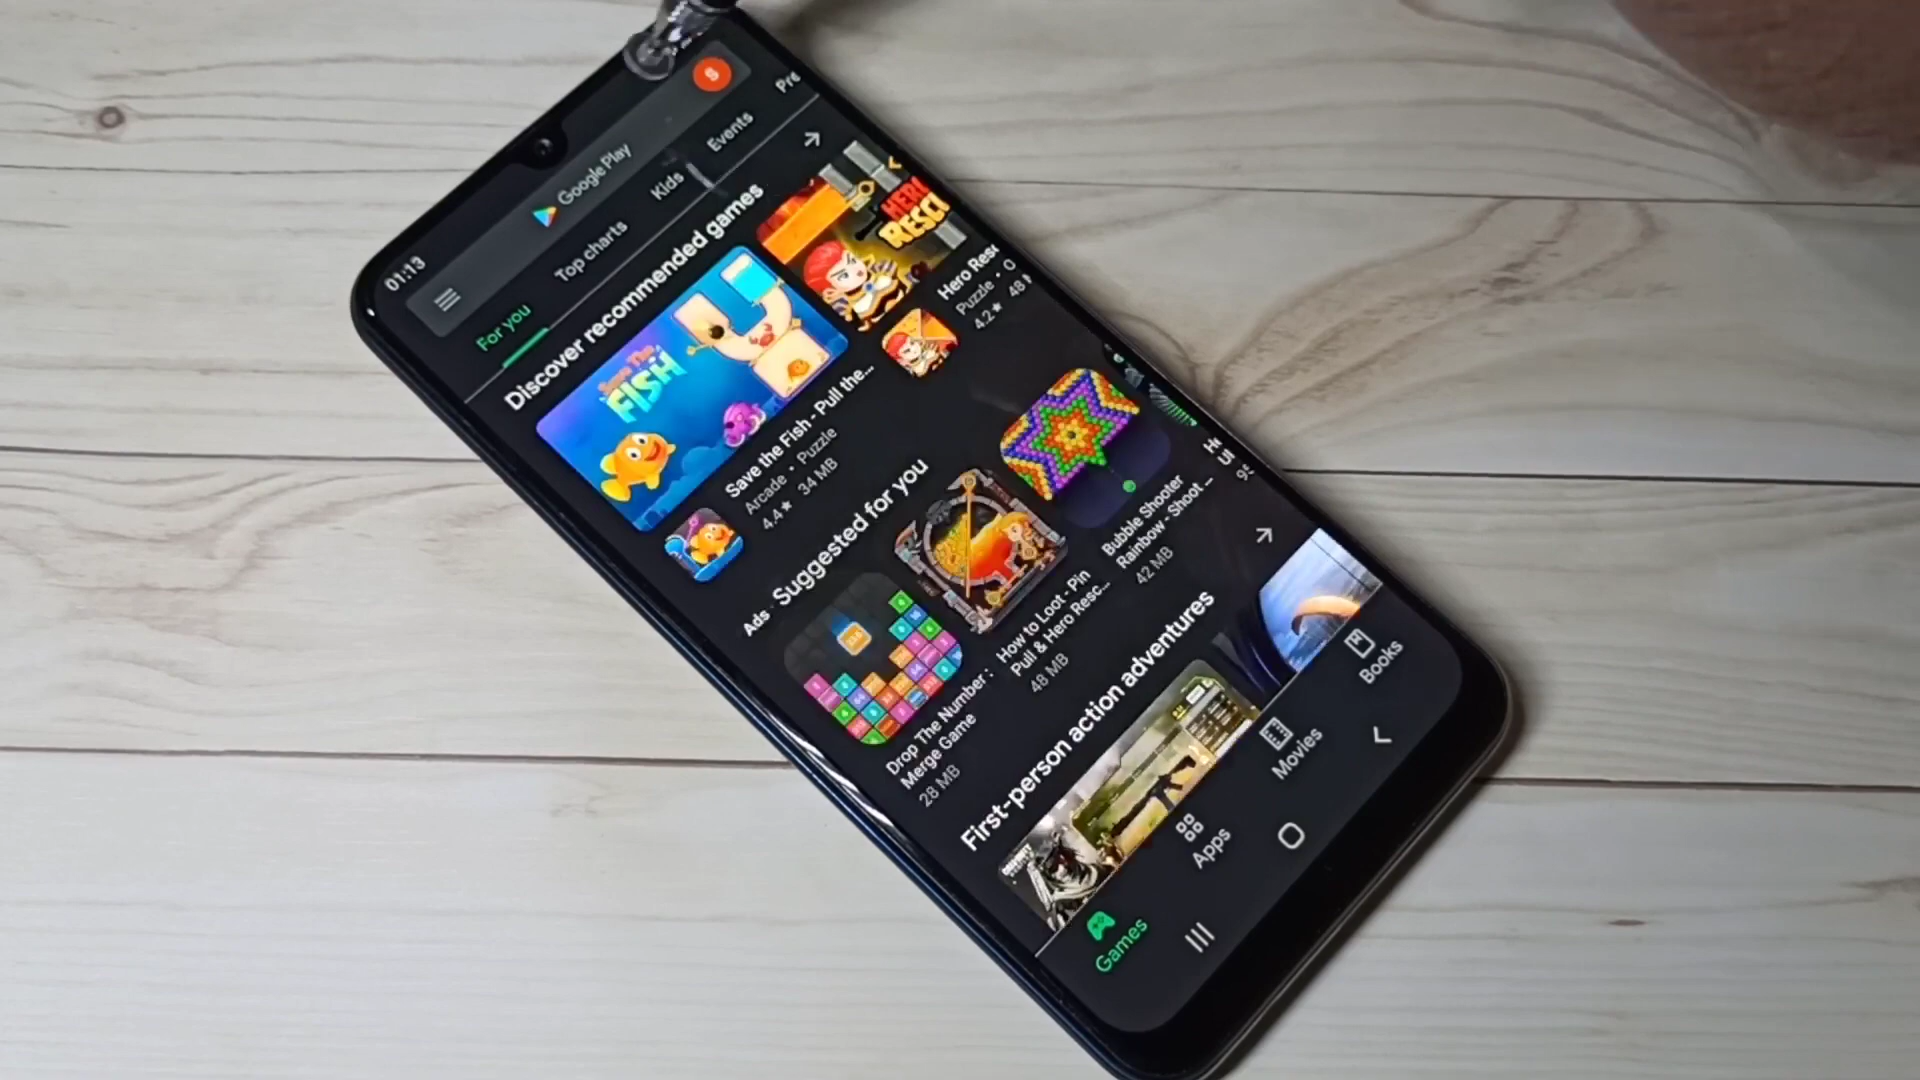 01:13
Google Play
S
For you
Top charts
Kids
Events
Pre
Discover recommended games
Save The
FISH
HERO
RESCU
Save the Fish - Pull the...
Arcade • Puzzle
4.4★ 34 MB
Hero Resc
Puzzle •
4.2★ 48
Ads · Suggested for you
Drop The Number :
Merge Game
28 MB
How to Loot - Pin
Pull & Hero Resc...
48 MB
Bubble Shooter
Rainbow - Shoot ...
42 MB
First-person action adventures
Games
Apps
Movies
Books